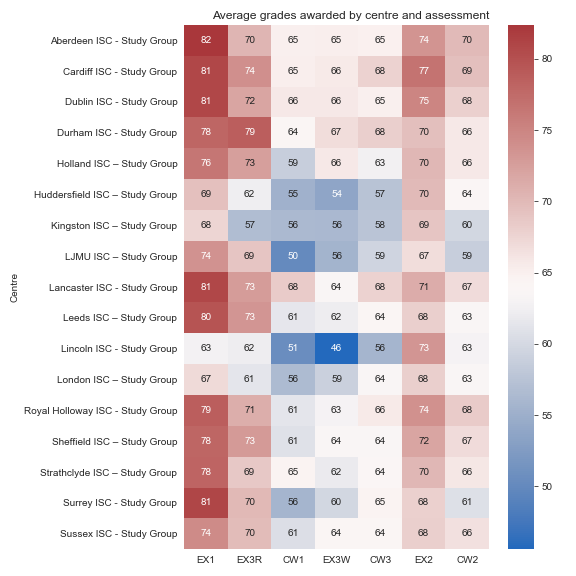 Average grades awarded by centre and assessment
Centre
Aberdeen ISC - Study Group 82 70 65 65 65 74 70
Cardiff ISC - Study Group 81 74 65 66 68 77 69
Dublin ISC - Study Group 81 72 66 66 65 75 68
Durham ISC - Study Group 78 79 64 67 68 70 66
Holland ISC – Study Group 76 73 59 66 63 70 66
Huddersfield ISC – Study Group 69 62 55 54 57 70 64
Kingston ISC - Study Group 68 57 56 56 58 69 60
LJMU ISC – Study Group 74 69 50 56 59 67 59
Lancaster ISC - Study Group 81 73 68 64 68 71 67
Leeds ISC – Study Group 80 73 61 62 64 68 63
Lincoln ISC – Study Group 63 62 51 46 56 73 63
London ISC – Study Group 67 61 56 59 64 68 63
Royal Holloway ISC - Study Group 79 71 61 63 66 74 68
Sheffield ISC – Study Group 78 73 61 64 64 72 67
Strathclyde ISC – Study Group 78 69 65 62 64 70 66
Surrey ISC - Study Group 81 70 56 60 65 68 61
Sussex ISC - Study Group 74 70 61 64 64 68 66
EX1 EX3R CW1 EX3W CW3 EX2 CW2
80
75
70
65
60
55
50